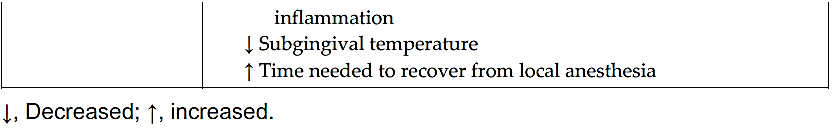 inflammation
↓ Subgingival temperature
↑ Time needed to recover from local anesthesia
↓, Decreased; ↑, increased.